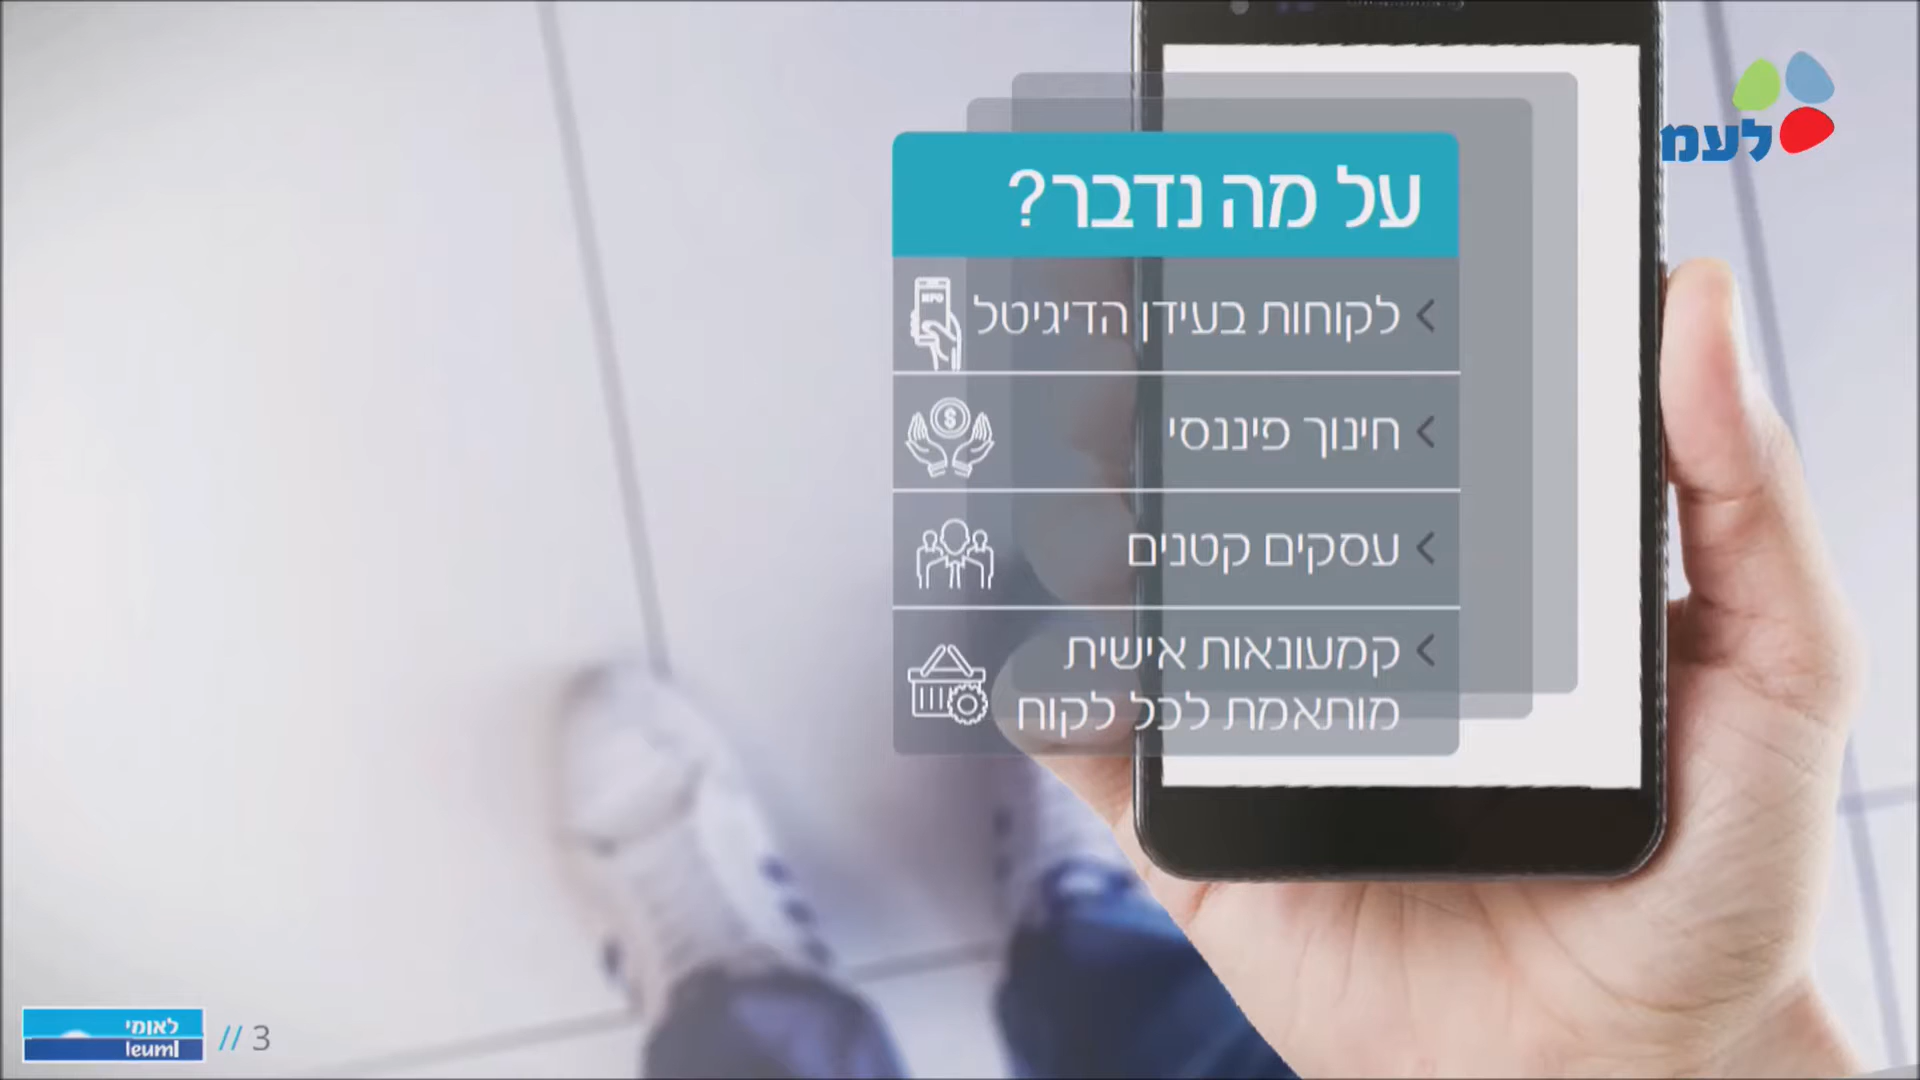 לעמ
על מה נדבר?
לקוחות בעידן הדיגיטל
חינוך פיננסי
עסקים קטנים
קמעונאות אישית
מותאמת לכל לקוח
לאומי
leumi
// 3